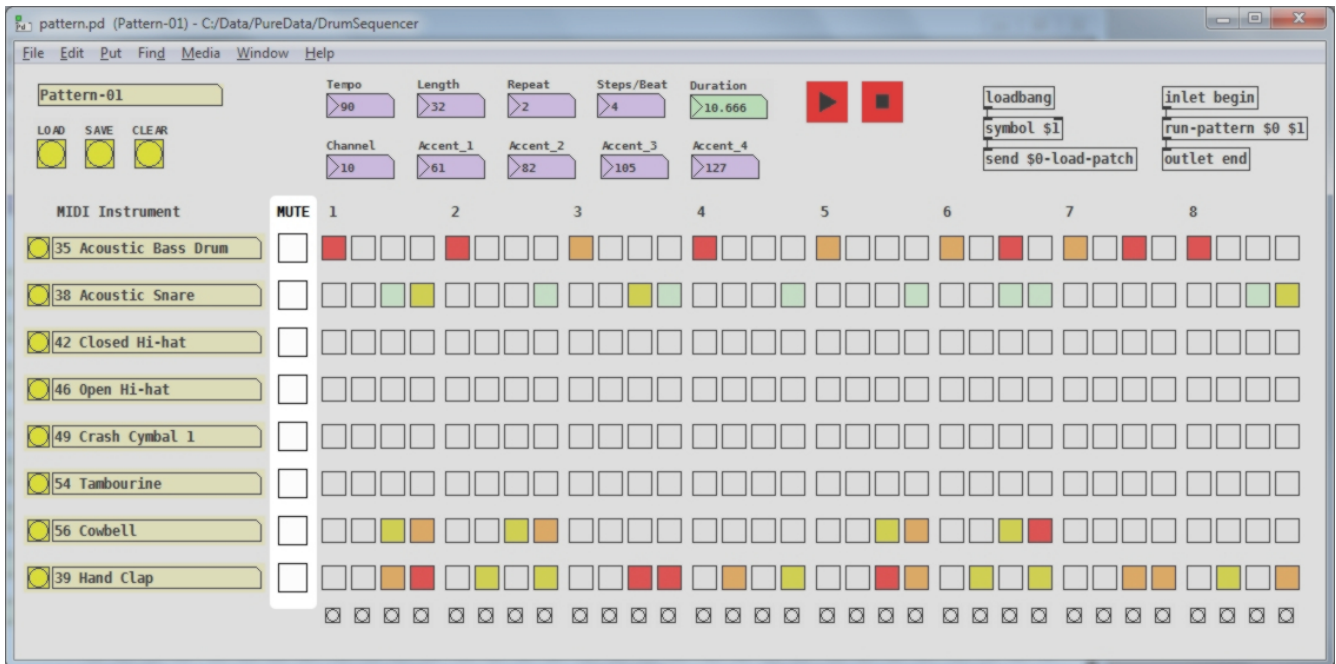 pattern.pd (Pattern-01) - C:/Data/PureData/DrumSequencer
File Edit Put Find Media Window Help
Pattern-01
LOAD SAVE CLEAR
Tempo Length Repeat Steps/Beat Duration
90 32 2 4 10.666
Channel Accent_1 Accent_2 Accent_3 Accent_4
10 61 82 105 127
loadbang
symbol $1
send $0-load-patch
inlet begin
run-pattern $0 $1
outlet end
MIDI Instrument MUTE 1 2 3 4 5 6 7 8
35 Acoustic Bass Drum
38 Acoustic Snare
42 Closed Hi-hat
46 Open Hi-hat
49 Crash Cymbal 1
54 Tambourine
56 Cowbell
39 Hand Clap